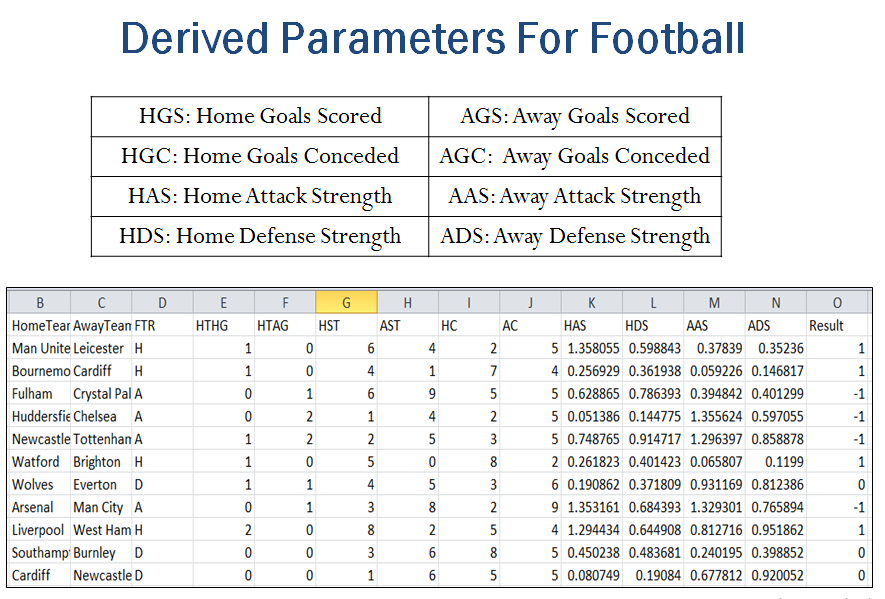 Derived Parameters For Football
HGS: Home Goals Scored AGS: Away Goals Scored
HGC: Home Goals Conceded AGC: Away Goals Conceded
HAS: Home Attack Strength AAS: Away Attack Strength
HDS: Home Defense Strength ADS: Away Defense Strength
B C D E F G H I J K L M N O
HomeTear AwayTeam FTR HTHG HTAG HST AST HC AC HAS HDS AAS ADS Result
Man Unite Leicester H 1 0 6 4 2 5 1.358055 0.598843 0.37839 0.35236 1
Bournemo Cardiff H 1 0 4 1 7 4 0.256929 0.361938 0.059226 0.146817 1
Fulham Crystal Pal A 0 1 6 9 5 5 0.628865 0.786393 0.394842 0.401299 -1
Huddersfie Chelsea A 0 2 1 4 2 5 0.051386 0.144775 1.355624 0.597055 -1
Newcastle Tottenham A 1 2 2 5 3 5 0.748765 0.914717 1.296397 0.858878 -1
Watford Brighton H 1 0 5 0 8 2 0.261823 0.401423 0.065807 0.1199 1
Wolves Everton D 1 1 4 5 3 6 0.190862 0.371809 0.931169 0.812386 0
Arsenal Man City A 0 1 3 8 2 9 1.353161 0.684393 1.329301 0.765894 -1
Liverpool West Ham H 2 0 8 2 5 4 1.294434 0.644908 0.812716 0.951862 1
Southamp Burnley D 0 0 3 6 8 5 0.450238 0.483681 0.240195 0.398852 0
Cardiff Newcastle D 0 0 1 6 5 5 0.080749 0.19084 0.677812 0.920052 0